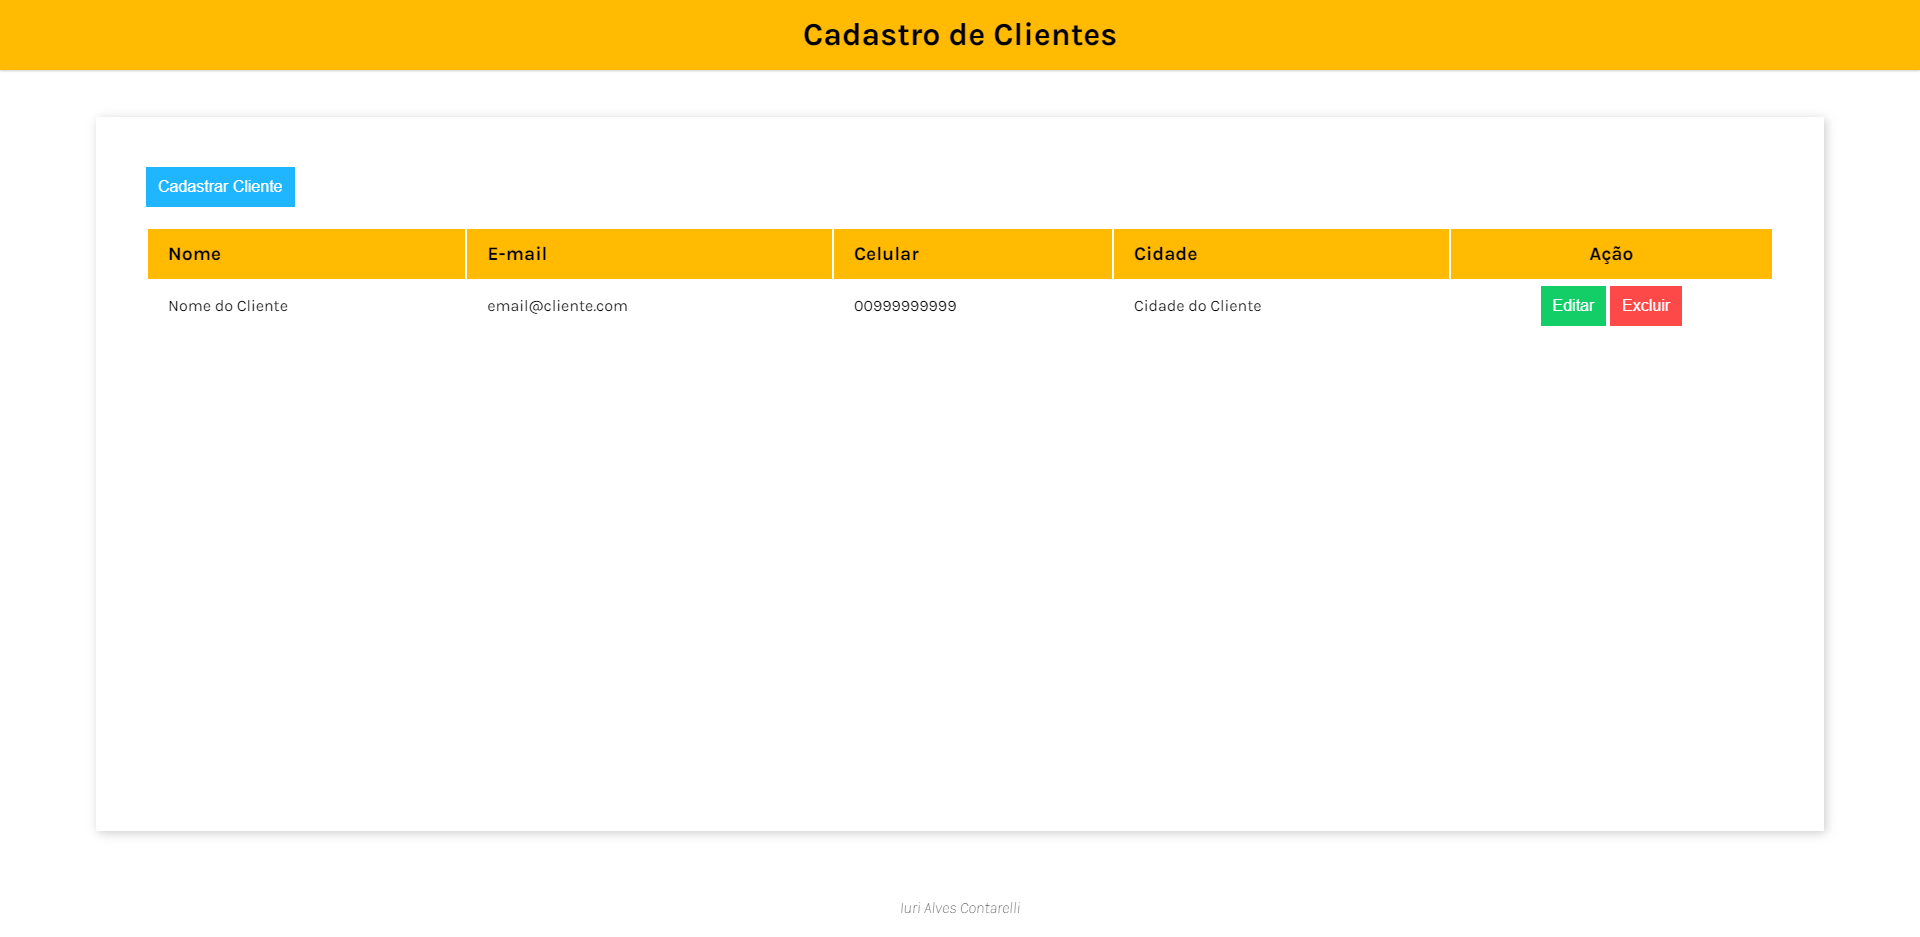 Cadastro de Clientes
Cadastrar Cliente
Nome E-mail Celular Cidade Ação
Nome do Cliente email@cliente.com 00999999999 Cidade do Cliente Editar Excluir
Iuri Alves Contarelli